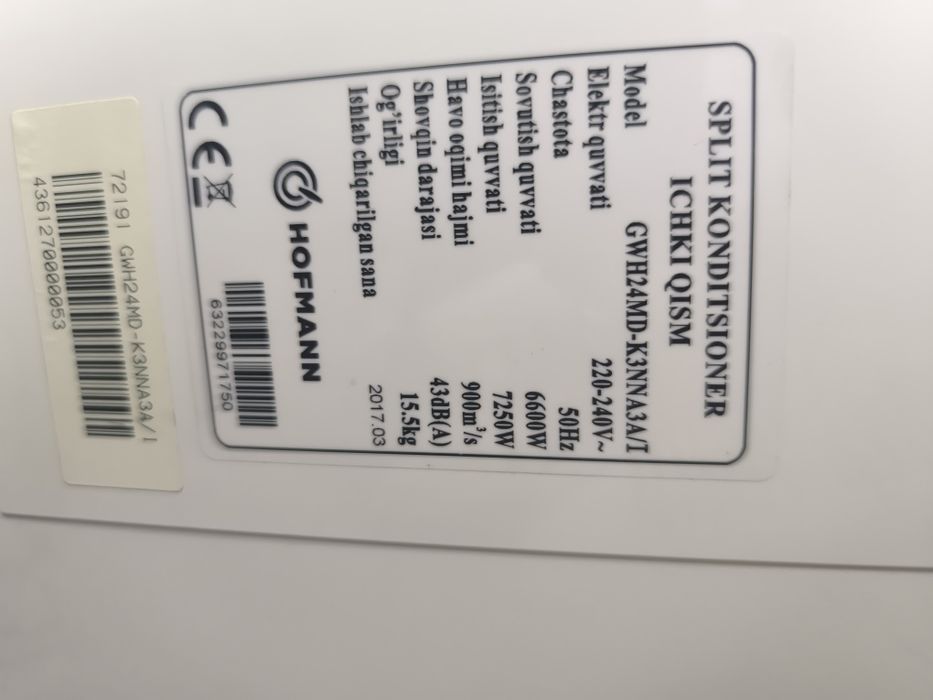 SPLIT KONDITSIONER
ICHKI QISM
Model GWH24MD-K3NNA3A/I
Elektr quvvati 220-240V~
Chastota 50Hz
Sovutish quvvati 6600W
Isitish quvvati 7250W
Havo oqimi hajmi 900m³/s
Shovqin darajasi 43dB(A)
Og'irligi 15.5kg
Ishlab chiqarilgan sana 2017.03
HOFMANN
CE
63229971750
72191 GWH24MD-K3NNA3A/I
4361270000053